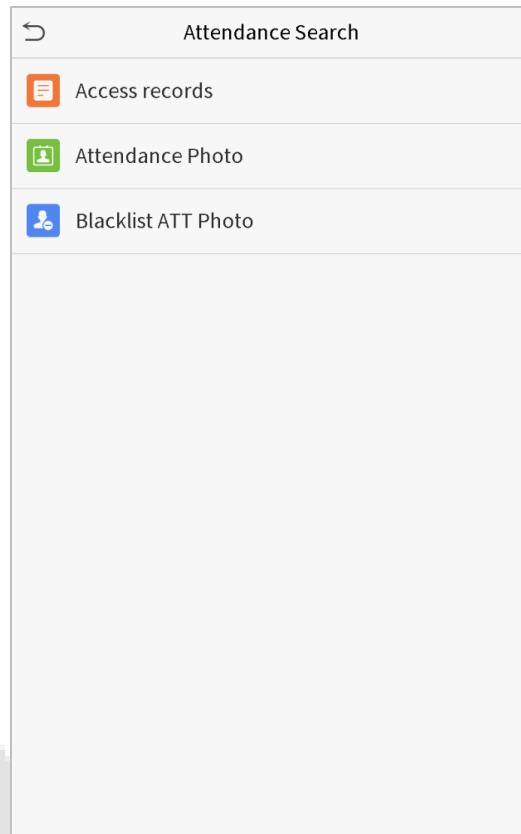 Attendance Search
Access records
Attendance Photo
Blacklist ATT Photo